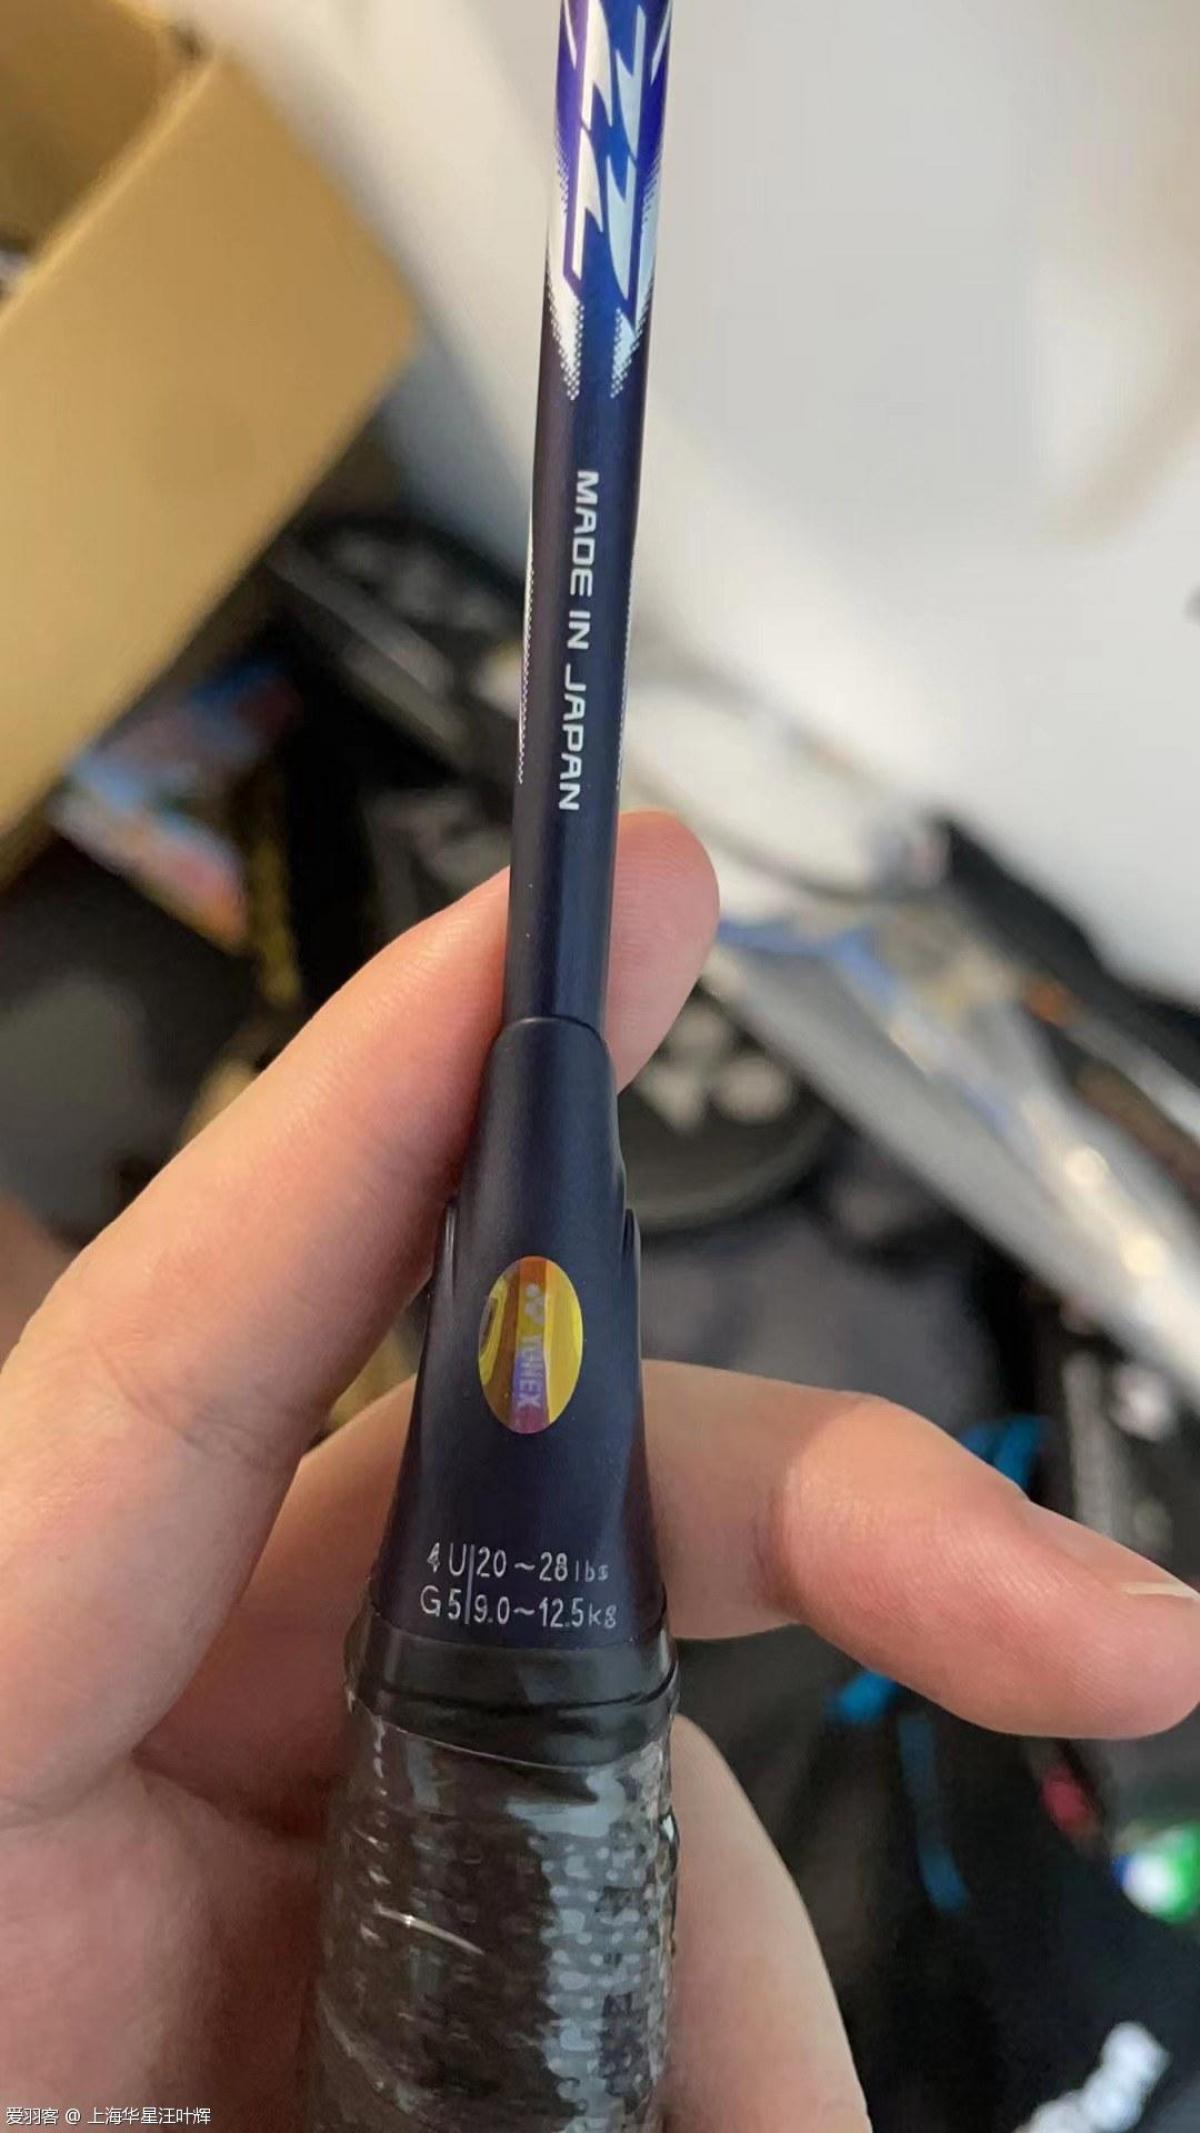 MADE IN JAPAN
YONEX
4U 20~28lbs
G5 9.0~12.5kg
爱羽客 @ 上海华星汪叶辉